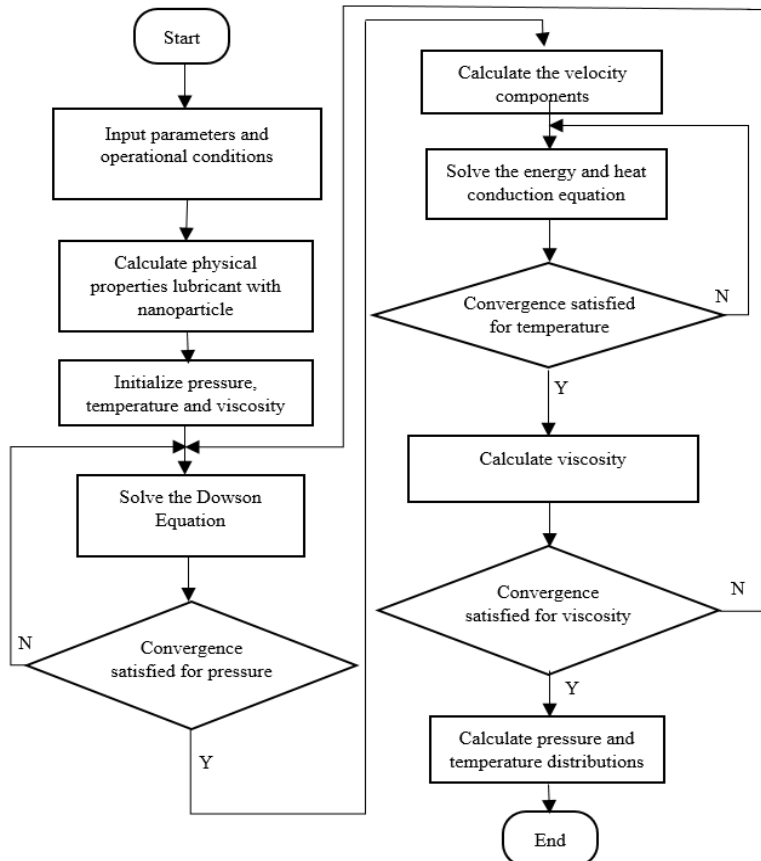 Start
Input parameters and
operational conditions
Calculate physical
properties lubricant with
nanoparticle
Initialize pressure,
temperature and viscosity
Solve the Dowson
Equation
N
Convergence
satisfied for pressure
Y
Calculate the velocity
components
Solve the energy and heat
conduction equation
N
Convergence satisfied
for temperature
Y
Calculate viscosity
N
Convergence
satisfied for viscosity
Y
Calculate pressure and
temperature distributions
End